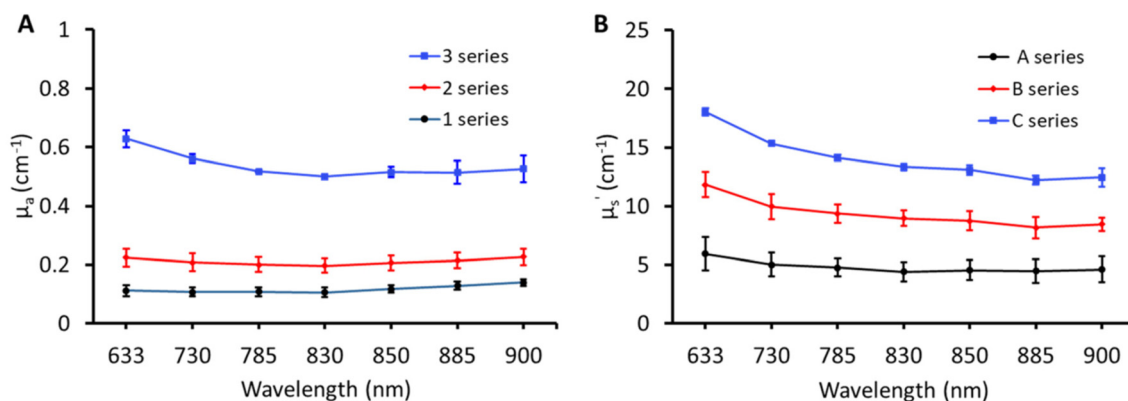 A
1
0.8
0.6
0.4
0.2
0
μa (cm⁻¹)
3 series
2 series
1 series
633 730 785 830 850 885 900
Wavelength (nm)
B
25
20
15
10
5
0
μs' (cm⁻¹)
A series
B series
C series
633 730 785 830 850 885 900
Wavelength (nm)